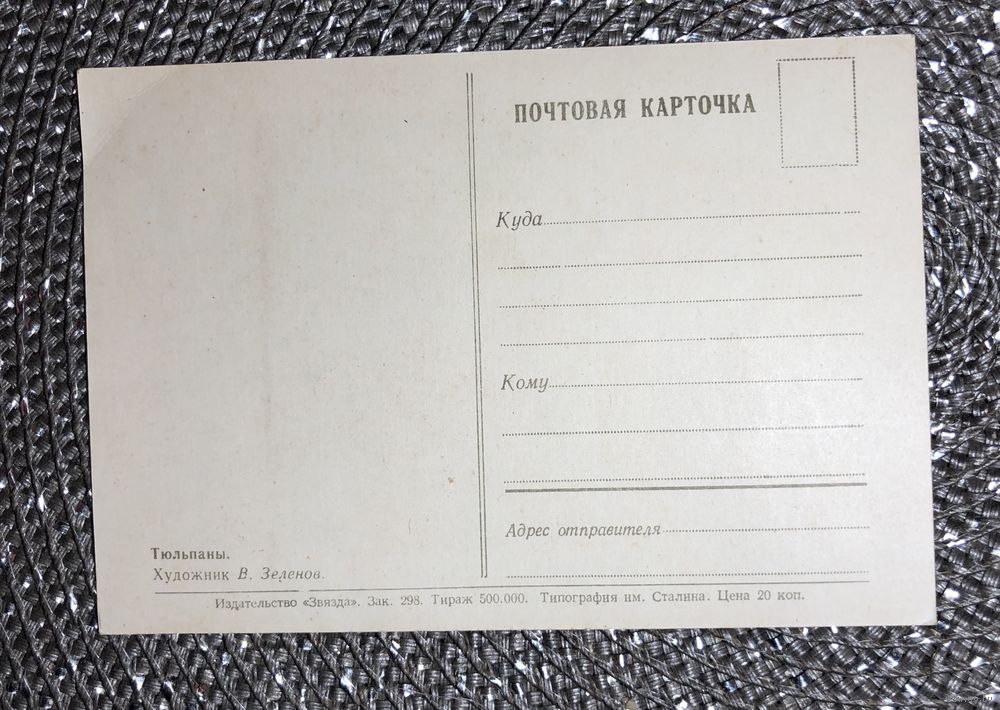 ПОЧТОВАЯ КАРТОЧКА
Куда
Кому
Адрес отправителя
Тюльпаны.
Художник В. Зеленов.
Издательство «Звязда». Зак. 298. Тираж 500.000. Типография им. Сталина. Цена 20 коп.